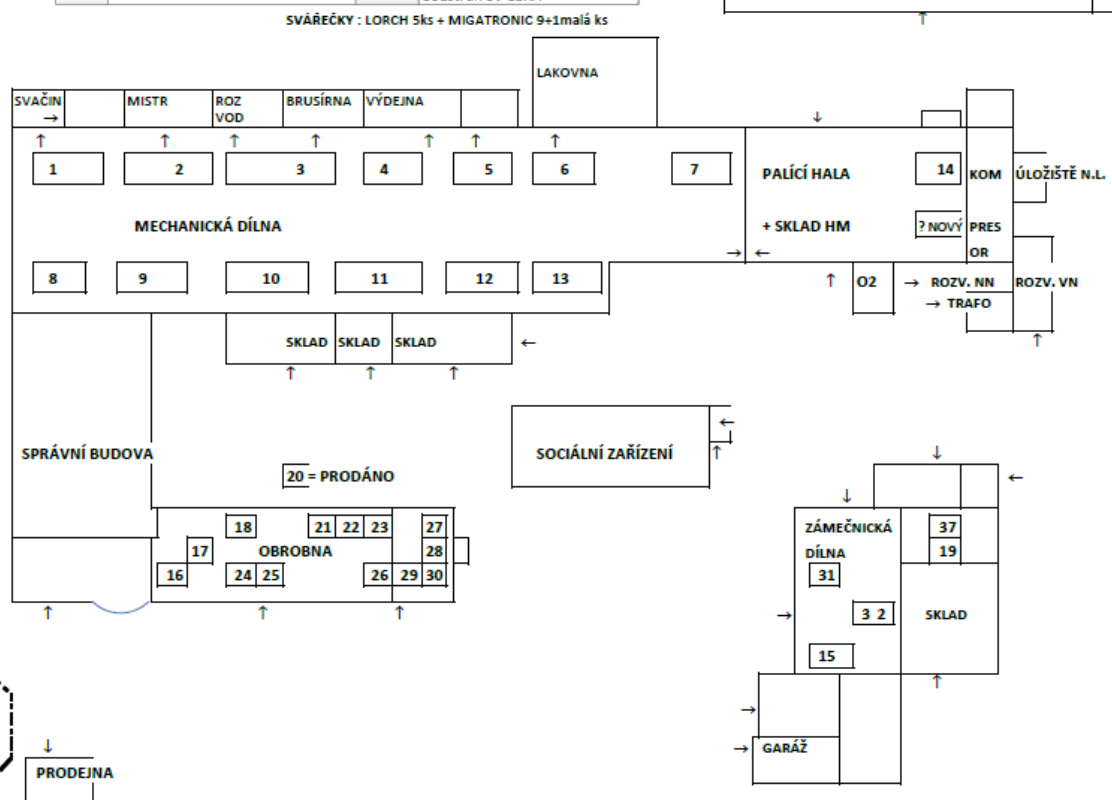 SVÁŘEČKY : LORCH 5ks + MIGATRONIC 9+1malá ks
LAKOVNA
SVAČIN
→
MISTR
ROZ
VOD
BRUSÍRNA
VÝDEJNA
↓
↑ ↑ ↑ ↑ ↑ ↑ ↑
1 2 3 4 5 6 7
PALÍCÍ HALA
14
KOM
ÚLOŽIŠTĚ N.L.
MECHANICKÁ DÍLNA
+ SKLAD HM
? NOVÝ
PRES
OR
→ ←
8 9 10 11 12 13
↑
O2
→ ROZV. NN
ROZV. VN
→ TRAFO
↑
SKLAD SKLAD SKLAD ←
↑ ↑ ↑
SPRÁVNÍ BUDOVA
SOCIÁLNÍ ZAŘÍZENÍ
←
↑
20 = PRODÁNO
↓
←
↓
18 21 22 23 27
17 OBROBNA 28
16 24 25 26 29 30
↑ ↑ ↑
ZÁMEČNICKÁ
DÍLNA
37
19
31
→
3 2
SKLAD
15
↑
→
→ GARÁŽ
↓
PRODEJNA